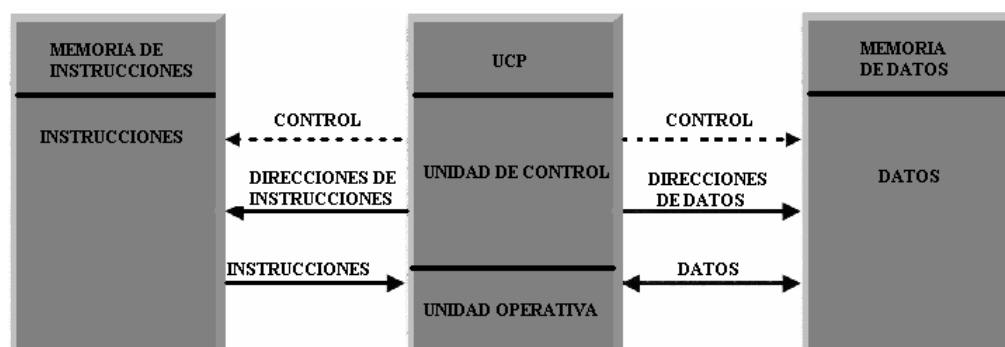 MEMORIA DE
INSTRUCCIONES
INSTRUCCIONES
CONTROL
DIRECCIONES DE
INSTRUCCIONES
INSTRUCCIONES
UCP
UNIDAD DE CONTROL
UNIDAD OPERATIVA
CONTROL
DIRECCIONES
DE DATOS
DATOS
MEMORIA
DE DATOS
DATOS